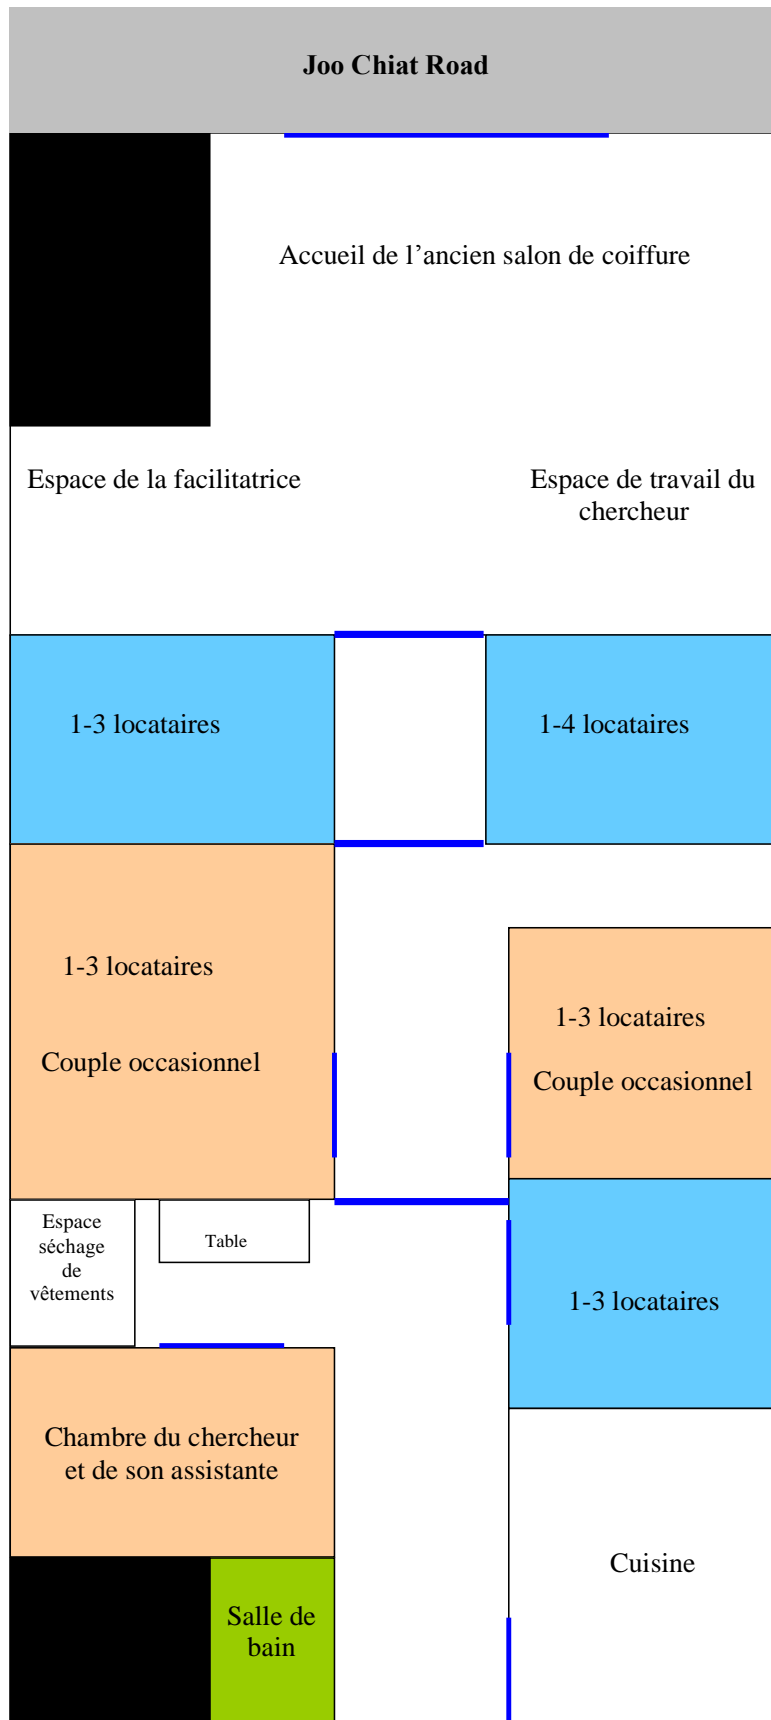 Joo Chiat Road
Accueil de l’ancien salon de coiffure
Espace de la facilitatrice
Espace de travail du
chercheur
1-3 locataires
1-4 locataires
1-3 locataires
Couple occasionnel
1-3 locataires
Couple occasionnel
Espace
séchage
de
vêtements
Table
1-3 locataires
Chambre du chercheur
et de son assistante
Cuisine
Salle de
bain